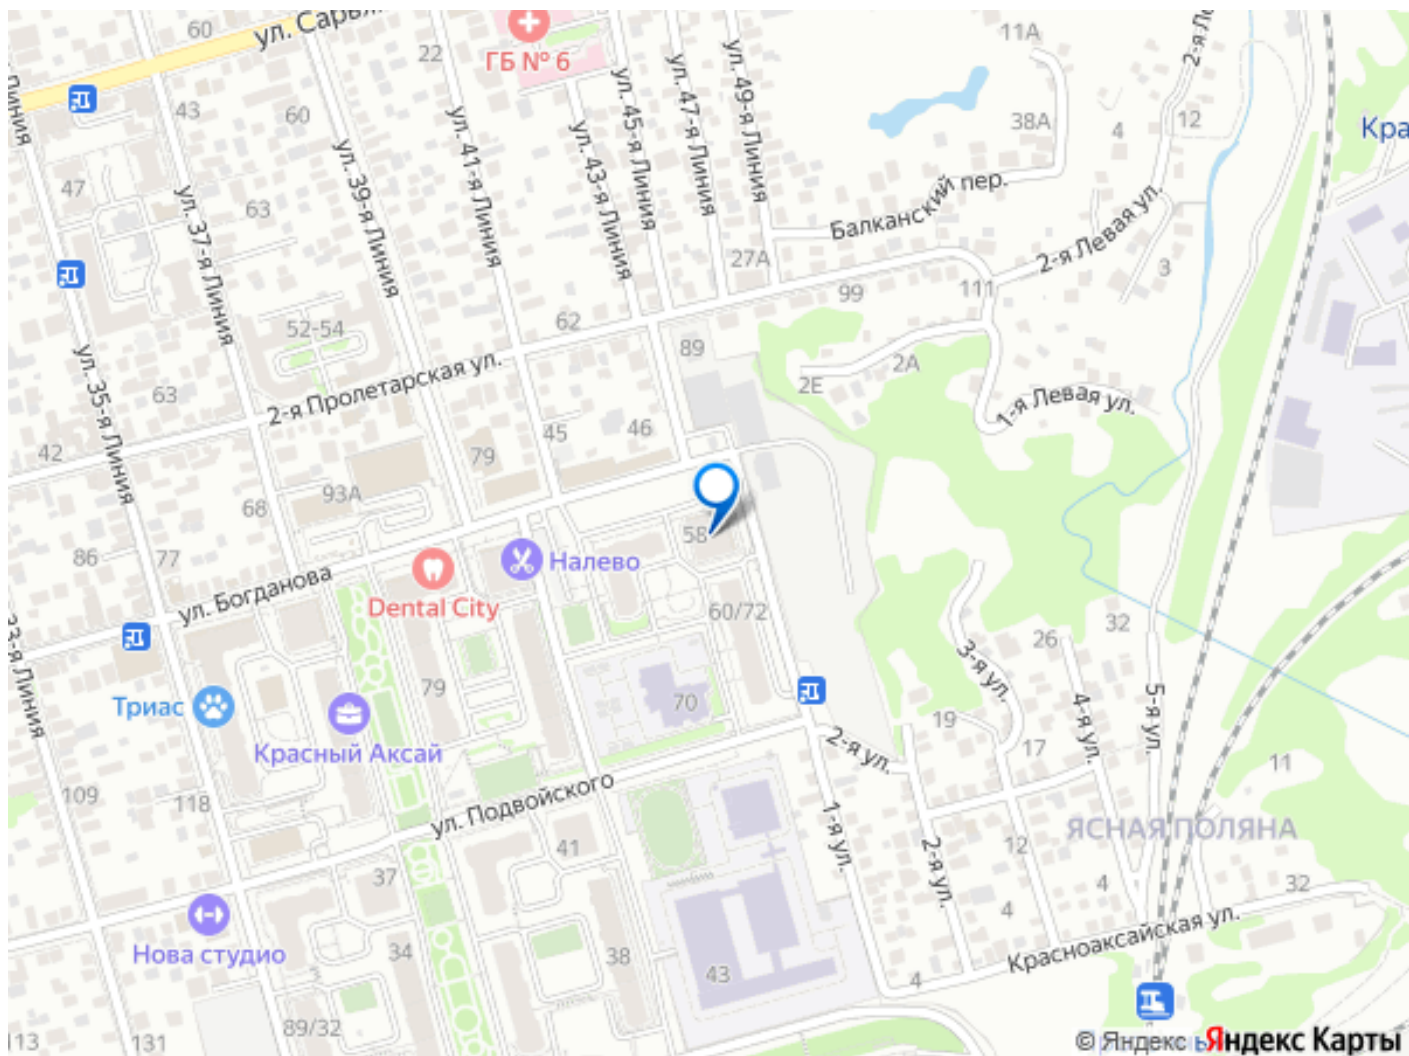 60
ул. Сарь
ГБ № 6
22
11А
2-я Ле
Линия
43
60
ул. 39-я Линия
ул. 41-я Линия
ул. 43-я Линия
ул. 45-я Линия
ул. 47-я Линия
ул. 49-я Линия
38А
4
12
Кра
47
ул. 37-я Линия
63
Балканский пер.
2-я Левая ул.
27А
3
52-54
62
99
111
ул. 35-я Линия
63
2-я Пролетарская ул.
89
2Е
2А
1-я Левая ул.
42
45
46
79
93А
68
86
77
58
Налево
ул. Богданова
Dental City
60/72
26
32
33-я Линия
3-я ул.
Триас
79
70
4-я ул.
5-я ул.
Красный Аксай
2-я ул.
19
17
11
109
118
ул. Подвойского
1-я ул.
ЯСНАЯ ПОЛЯНА
41
2-я ул.
12
37
4
32
4
Нова студио
34
38
43
4
Красноаксайская ул.
89/32
113
131
© Яндекс Яндекс Карты